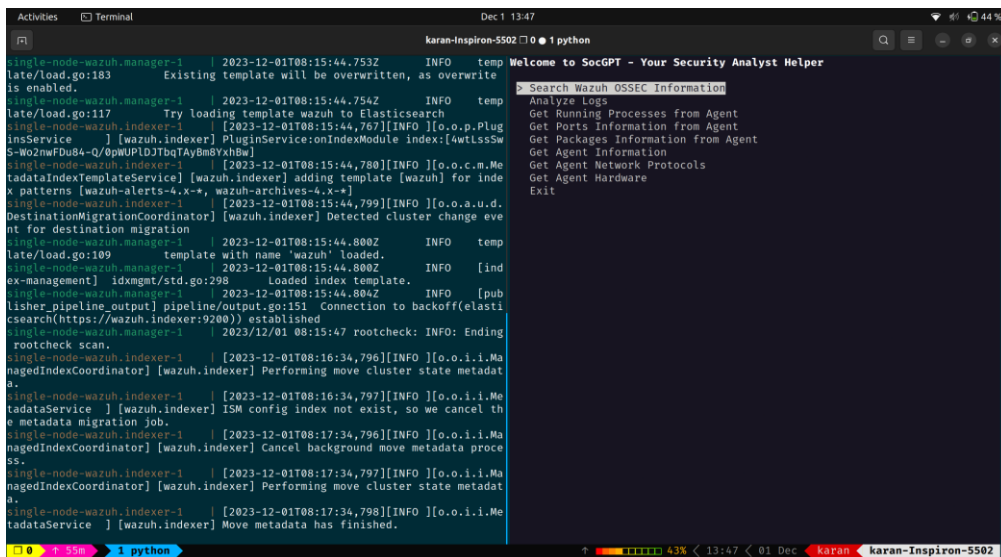 Activities
Terminal
Dec 1 13:47
44 %
karan-Inspiron-5502 □ 0 ● 1 python
single-node-wazuh.manager-1 | 2023-12-01T08:15:44.753Z INFO temp
late/load.go:183 Existing template will be overwritten, as overwrite
is enabled.
single-node-wazuh.manager-1 | 2023-12-01T08:15:44.754Z INFO temp
late/load.go:117 Try loading template wazuh to Elasticsearch
single-node-wazuh.indexer-1 | [2023-12-01T08:15:44,767][INFO ][o.o.p.Plug
insService ] [wazuh.indexer] PluginService:onIndexModule index:[4wtLssSw
S-Wo2nwFDu84-Q/0pWUPlDJTbqTAyBm8YxhBw]
single-node-wazuh.indexer-1 | [2023-12-01T08:15:44,780][INFO ][o.o.c.m.Me
tadataIndexTemplateService] [wazuh.indexer] adding template [wazuh] for inde
x patterns [wazuh-alerts-4.x-*, wazuh-archives-4.x-*]
single-node-wazuh.indexer-1 | [2023-12-01T08:15:44,799][INFO ][o.o.a.u.d.
DestinationMigrationCoordinator] [wazuh.indexer] Detected cluster change eve
nt for destination migration
single-node-wazuh.manager-1 | 2023-12-01T08:15:44.800Z INFO temp
late/load.go:109 template with name 'wazuh' loaded.
single-node-wazuh.manager-1 | 2023-12-01T08:15:44.800Z INFO [ind
ex-management] idxmgmt/std.go:298 Loaded index template.
single-node-wazuh.manager-1 | 2023-12-01T08:15:44.804Z INFO [pub
lisher_pipeline_output] pipeline/output.go:151 Connection to backoff(elasti
csearch(https://wazuh.indexer:9200)) established
single-node-wazuh.manager-1 | 2023/12/01 08:15:47 rootcheck: INFO: Ending
rootcheck scan.
single-node-wazuh.indexer-1 | [2023-12-01T08:16:34,796][INFO ][o.o.i.i.Ma
nagedIndexCoordinator] [wazuh.indexer] Performing move cluster state metadat
a.
single-node-wazuh.indexer-1 | [2023-12-01T08:16:34,797][INFO ][o.o.i.i.Me
tadataService ] [wazuh.indexer] ISM config index not exist, so we cancel th
e metadata migration job.
single-node-wazuh.indexer-1 | [2023-12-01T08:17:34,796][INFO ][o.o.i.i.Ma
nagedIndexCoordinator] [wazuh.indexer] Cancel background move metadata proce
ss.
single-node-wazuh.indexer-1 | [2023-12-01T08:17:34,797][INFO ][o.o.i.i.Ma
nagedIndexCoordinator] [wazuh.indexer] Performing move cluster state metadat
a.
single-node-wazuh.indexer-1 | [2023-12-01T08:17:34,798][INFO ][o.o.i.i.Me
tadataService ] [wazuh.indexer] Move metadata has finished.
Welcome to SocGPT - Your Security Analyst Helper
> Search Wazuh OSSEC Information
Analyze Logs
Get Running Processes from Agent
Get Ports Information from Agent
Get Packages Information from Agent
Get Agent Information
Get Agent Network Protocols
Get Agent Hardware
Exit
□ 0 ↑ 55m 1 python
↑ 43% < 13:47 < 01 Dec karan karan-Inspiron-5502